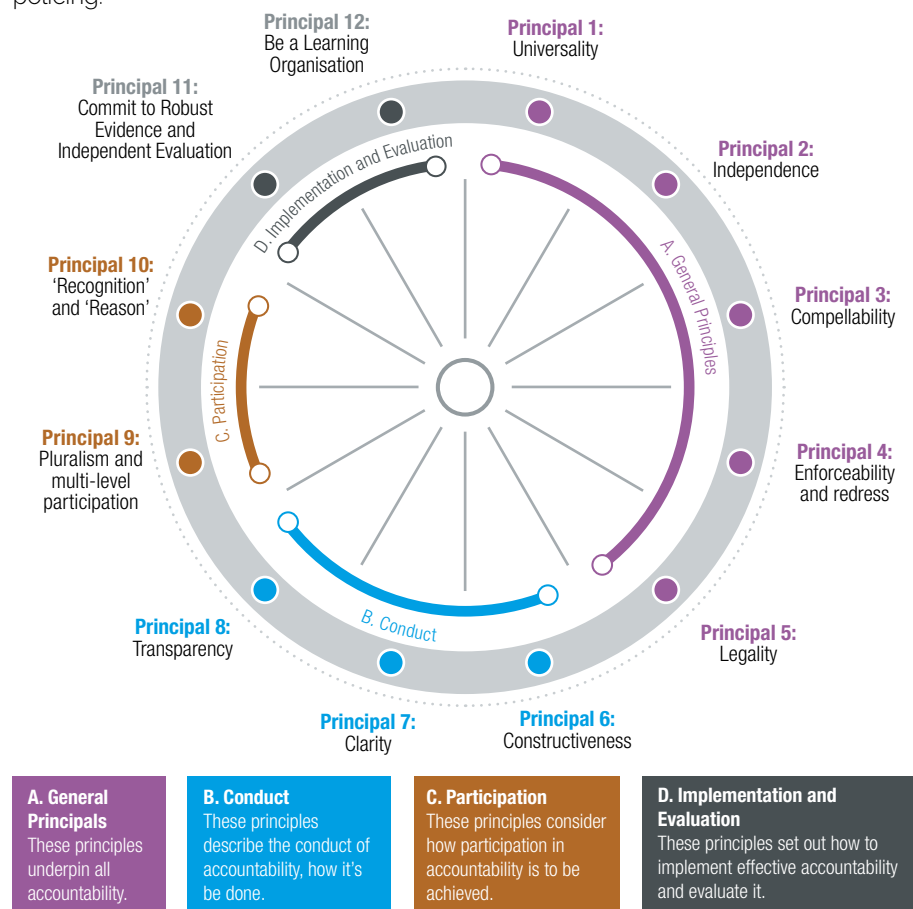 policing.
Principal 12:
Be a Learning
Organisation
Principal 1:
Universality
Principal 11:
Commit to Robust
Evidence and
Independent Evaluation
Principal 2:
Independence
D. Implementation and Evaluation
A. General Principles
Principal 10:
‘Recognition’
and ‘Reason’
Principal 3:
Compellability
C. Participation
Principal 9:
Pluralism and
multi-level
participation
Principal 4:
Enforceability
and redress
B. Conduct
Principal 8:
Transparency
Principal 5:
Legality
Principal 7:
Clarity
Principal 6:
Constructiveness
A. General
Principals
These principles
underpin all
accountability.
B. Conduct
These principles
describe the conduct of
accountability, how it’s
be done.
C. Participation
These principles consider
how participation in
accountability is to be
achieved.
D. Implementation and
Evaluation
These principles set out how to
implement effective accountability
and evaluate it.